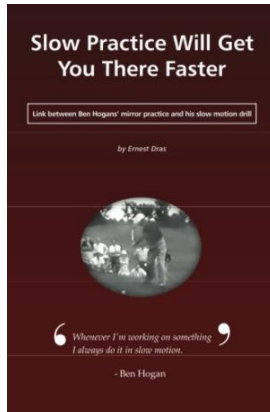 Slow Practice Will Get
You There Faster
Link between Ben Hogans' mirror practice and his slow motion drill
by Ernest Dras
‘ Whenever I'm working on something ’
I always do it in slow motion.
- Ben Hogan